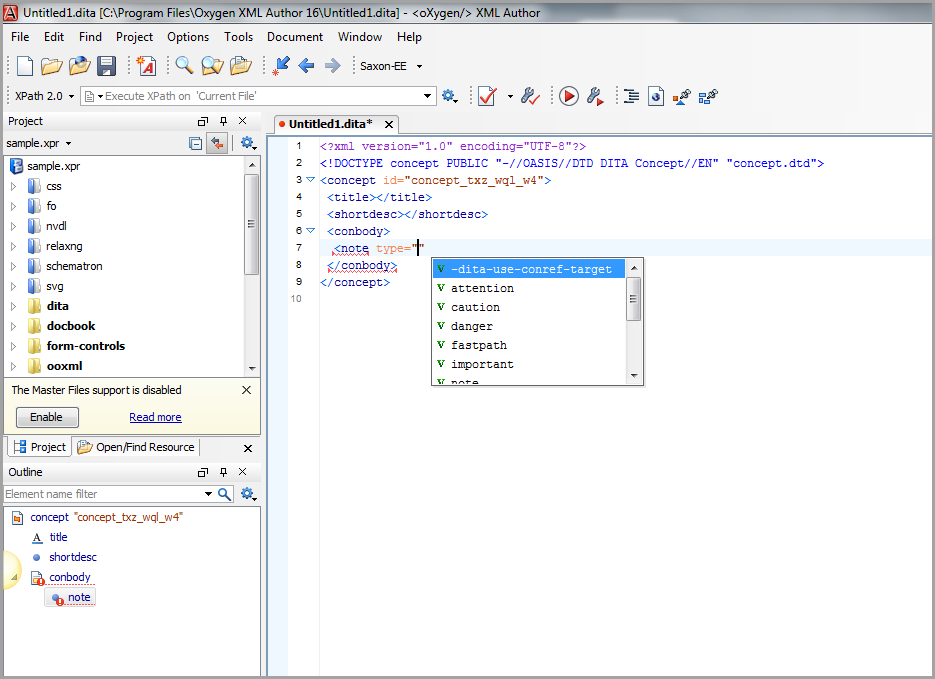 Untitled1.dita [C:\Program Files\Oxygen XML Author 16\Untitled1.dita] - <oXygen/> XML Author
File Edit Find Project Options Tools Document Window Help
Saxon-EE
XPath 2.0 Execute XPath on 'Current File'
Project
sample.xpr
sample.xpr
css
fo
nvdl
relaxng
schematron
svg
dita
docbook
form-controls
ooxml
The Master Files support is disabled
Enable Read more
Project Open/Find Resource
Outline
Element name filter
concept "concept_txz_wql_w4"
title
shortdesc
conbody
note
Untitled1.dita*
1 <?xml version="1.0" encoding="UTF-8"?>
2 <!DOCTYPE concept PUBLIC "-//OASIS//DTD DITA Concept//EN" "concept.dtd">
3 <concept id="concept_txz_wql_w4">
4 <title></title>
5 <shortdesc></shortdesc>
6 <conbody>
7 <note type=""
8 </conbody>
9 </concept>
10
-dita-use-conref-target
attention
caution
danger
fastpath
important
note